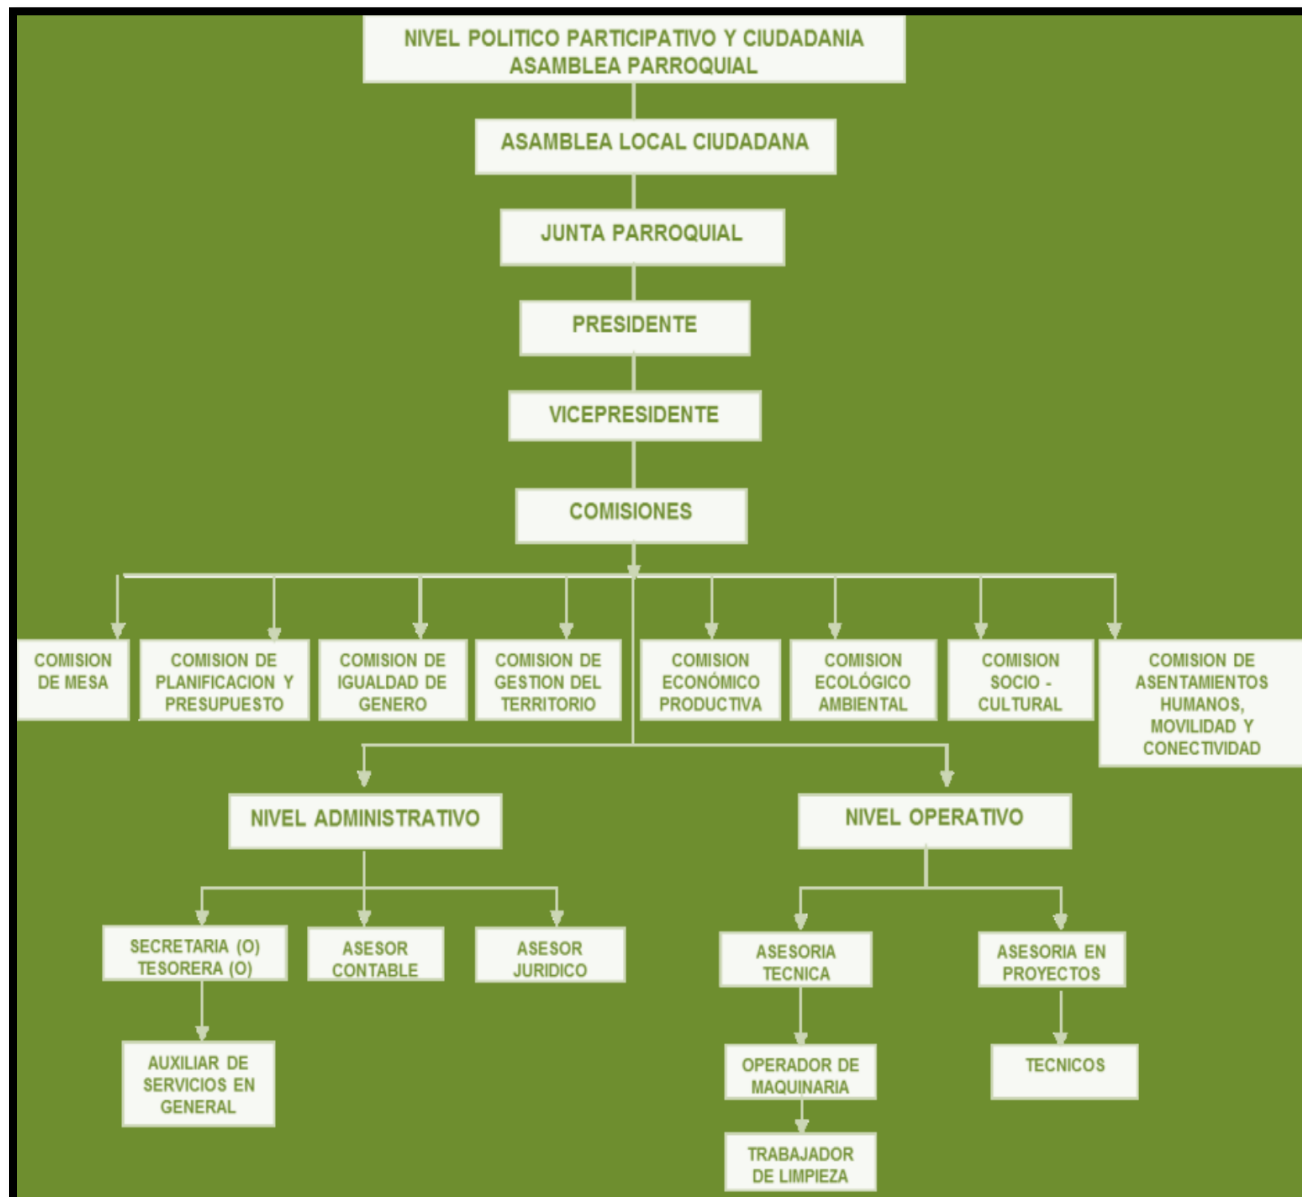 NIVEL POLITICO PARTICIPATIVO Y CIUDADANIA
ASAMBLEA PARROQUIAL
ASAMBLEA LOCAL CIUDADANA
JUNTA PARROQUIAL
PRESIDENTE
VICEPRESIDENTE
COMISIONES
COMISION
DE MESA
COMISION DE
PLANIFICACION Y
PRESUPUESTO
COMISION DE
IGUALDAD DE
GENERO
COMISION DE
GESTION DEL
TERRITORIO
COMISION
ECONÓMICO
PRODUCTIVA
COMISION
ECOLÓGICO
AMBIENTAL
COMISION
SOCIO -
CULTURAL
COMISION DE
ASENTAMIENTOS
HUMANOS,
MOVILIDAD Y
CONECTIVIDAD
NIVEL ADMINISTRATIVO
NIVEL OPERATIVO
SECRETARIA (O)
TESORERA (O)
ASESOR
CONTABLE
ASESOR
JURIDICO
ASESORIA
TECNICA
ASESORIA EN
PROYECTOS
AUXILIAR DE
SERVICIOS EN
GENERAL
OPERADOR DE
MAQUINARIA
TECNICOS
TRABAJADOR
DE LIMPIEZA